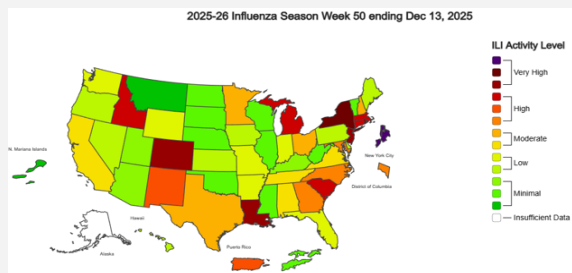 2025-26 Influenza Season Week 50 ending Dec 13, 2025
ILI Activity Level
Very High
High
Moderate
Low
Minimal
Insufficient Data
N. Mariana Islands
New York City
District of Columbia
Hawaii
Alaska
Puerto Rico